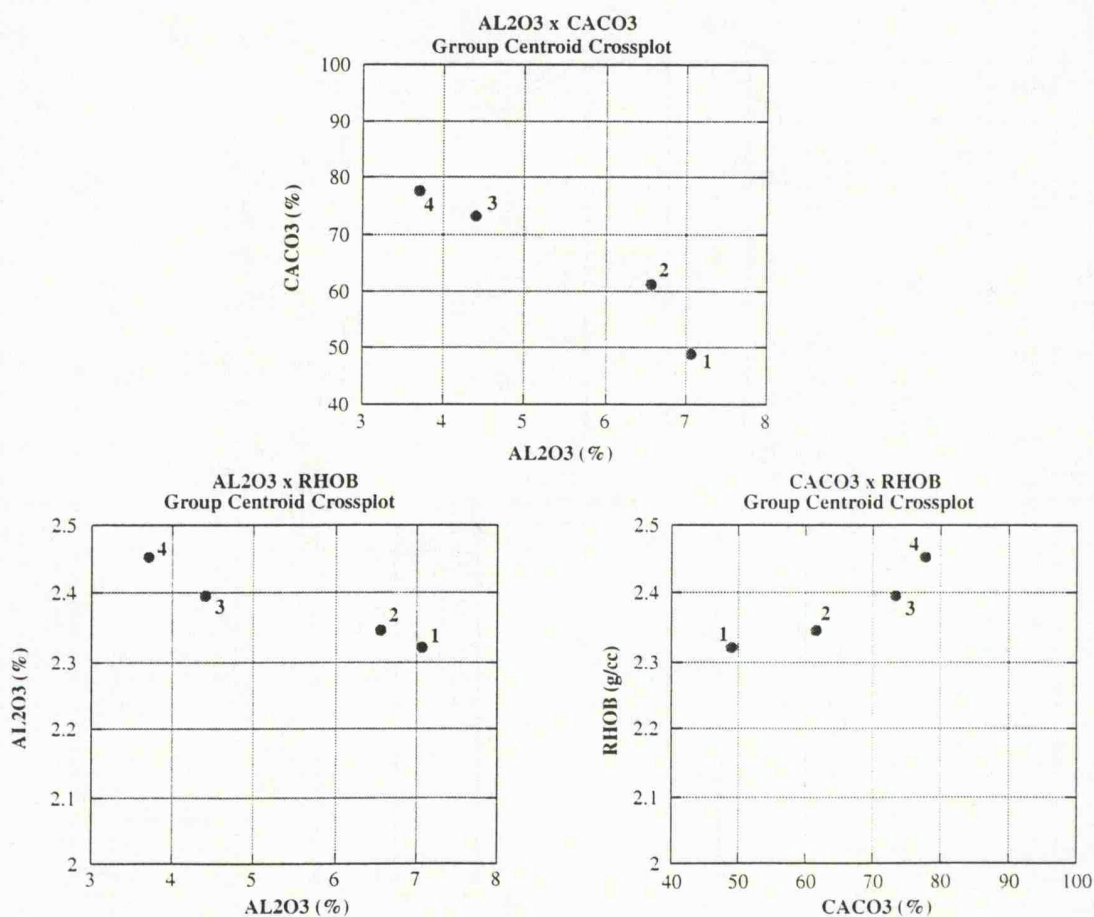 AL2O3 x CACO3
Grroup Centroid Crossplot
100
90
80
70
60
50
40
CACO3 (%)
4
3
2
1
3 4 5 6 7 8
AL2O3 (%)
AL2O3 x RHOB
Group Centroid Crossplot
2.5
2.4
2.3
2.2
2.1
2
AL2O3 (%)
4
3
2
1
3 4 5 6 7 8
AL2O3 (%)
CACO3 x RHOB
Group Centroid Crossplot
2.5
2.4
2.3
2.2
2.1
2
RHOB (g/cc)
1
2
3
4
40 50 60 70 80 90 100
CACO3 (%)